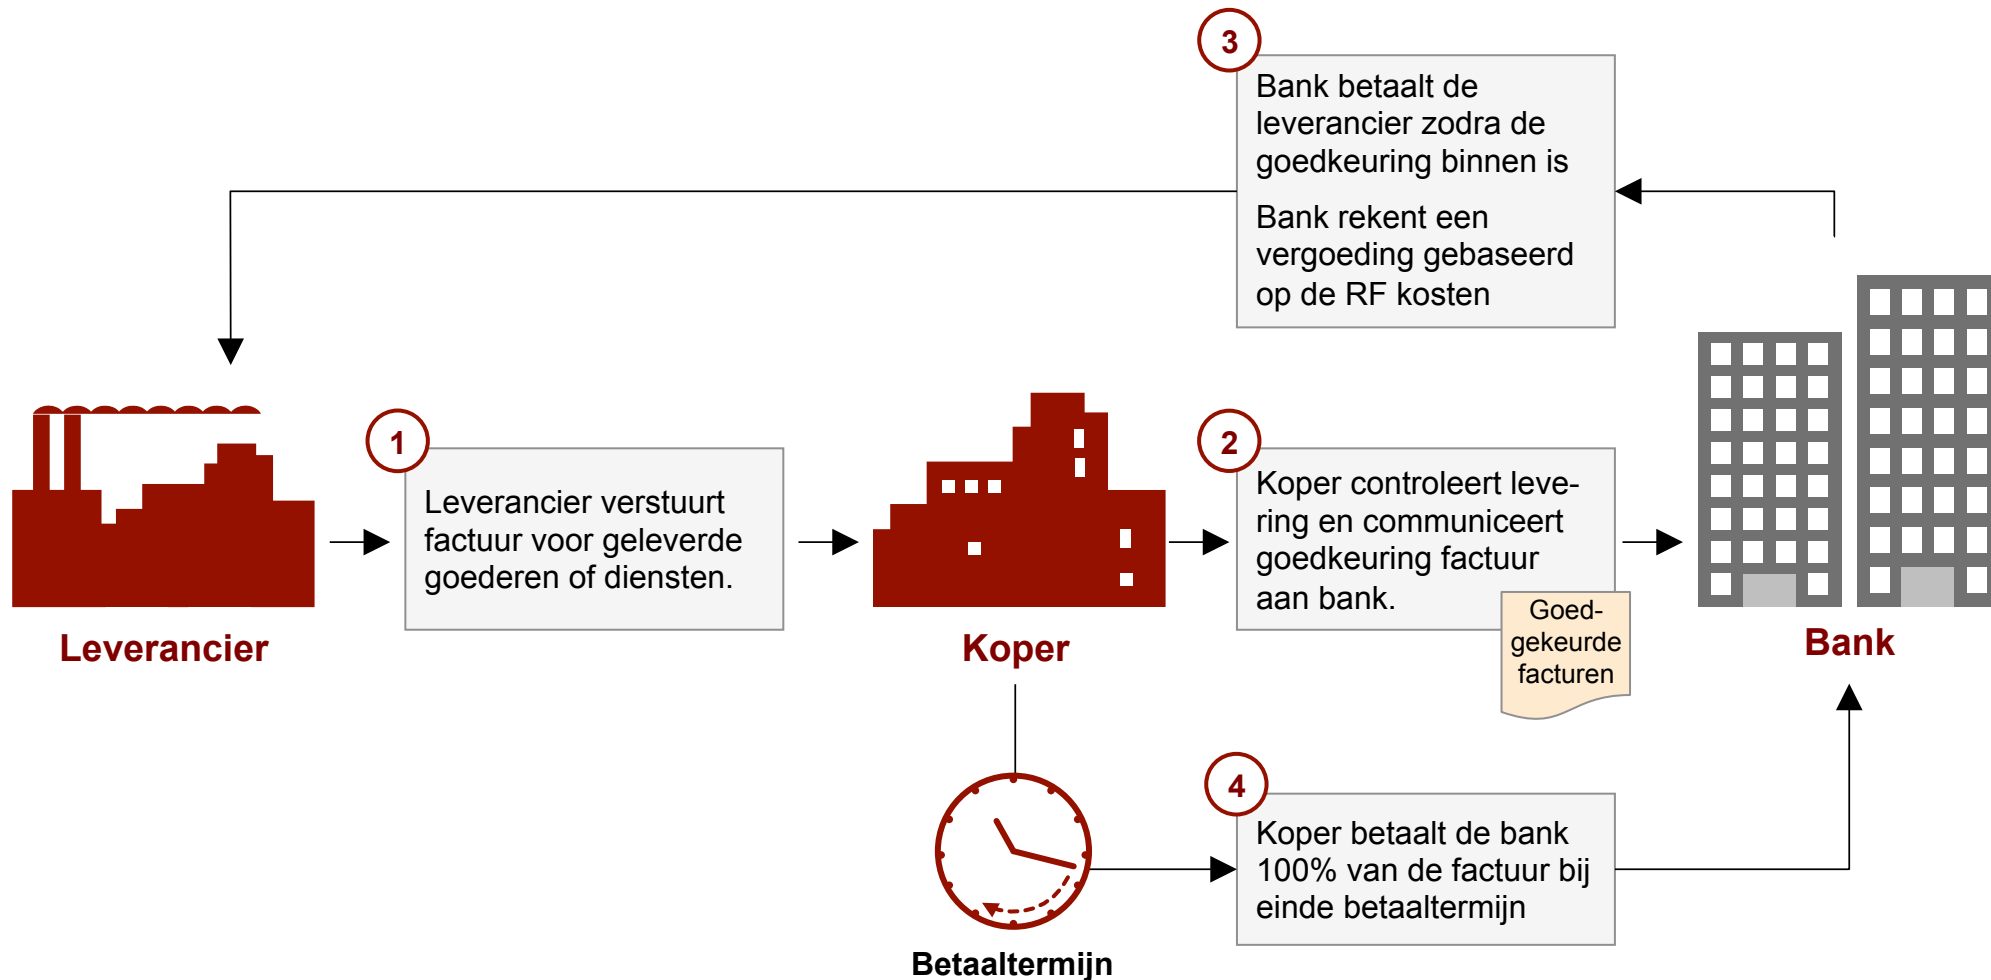 3
Bank betaalt de
leverancier zodra de
goedkeuring binnen is
Bank rekent een
vergoeding gebaseerd
op de RF kosten
1
Leverancier verstuurt
factuur voor geleverde
goederen of diensten.
2
Koper controleert leve-
ring en communiceert
goedkeuring factuur
aan bank.
Goed-
gekeurde
facturen
Leverancier
Koper
Bank
4
Koper betaalt de bank
100% van de factuur bij
einde betaaltermijn
Betaaltermijn